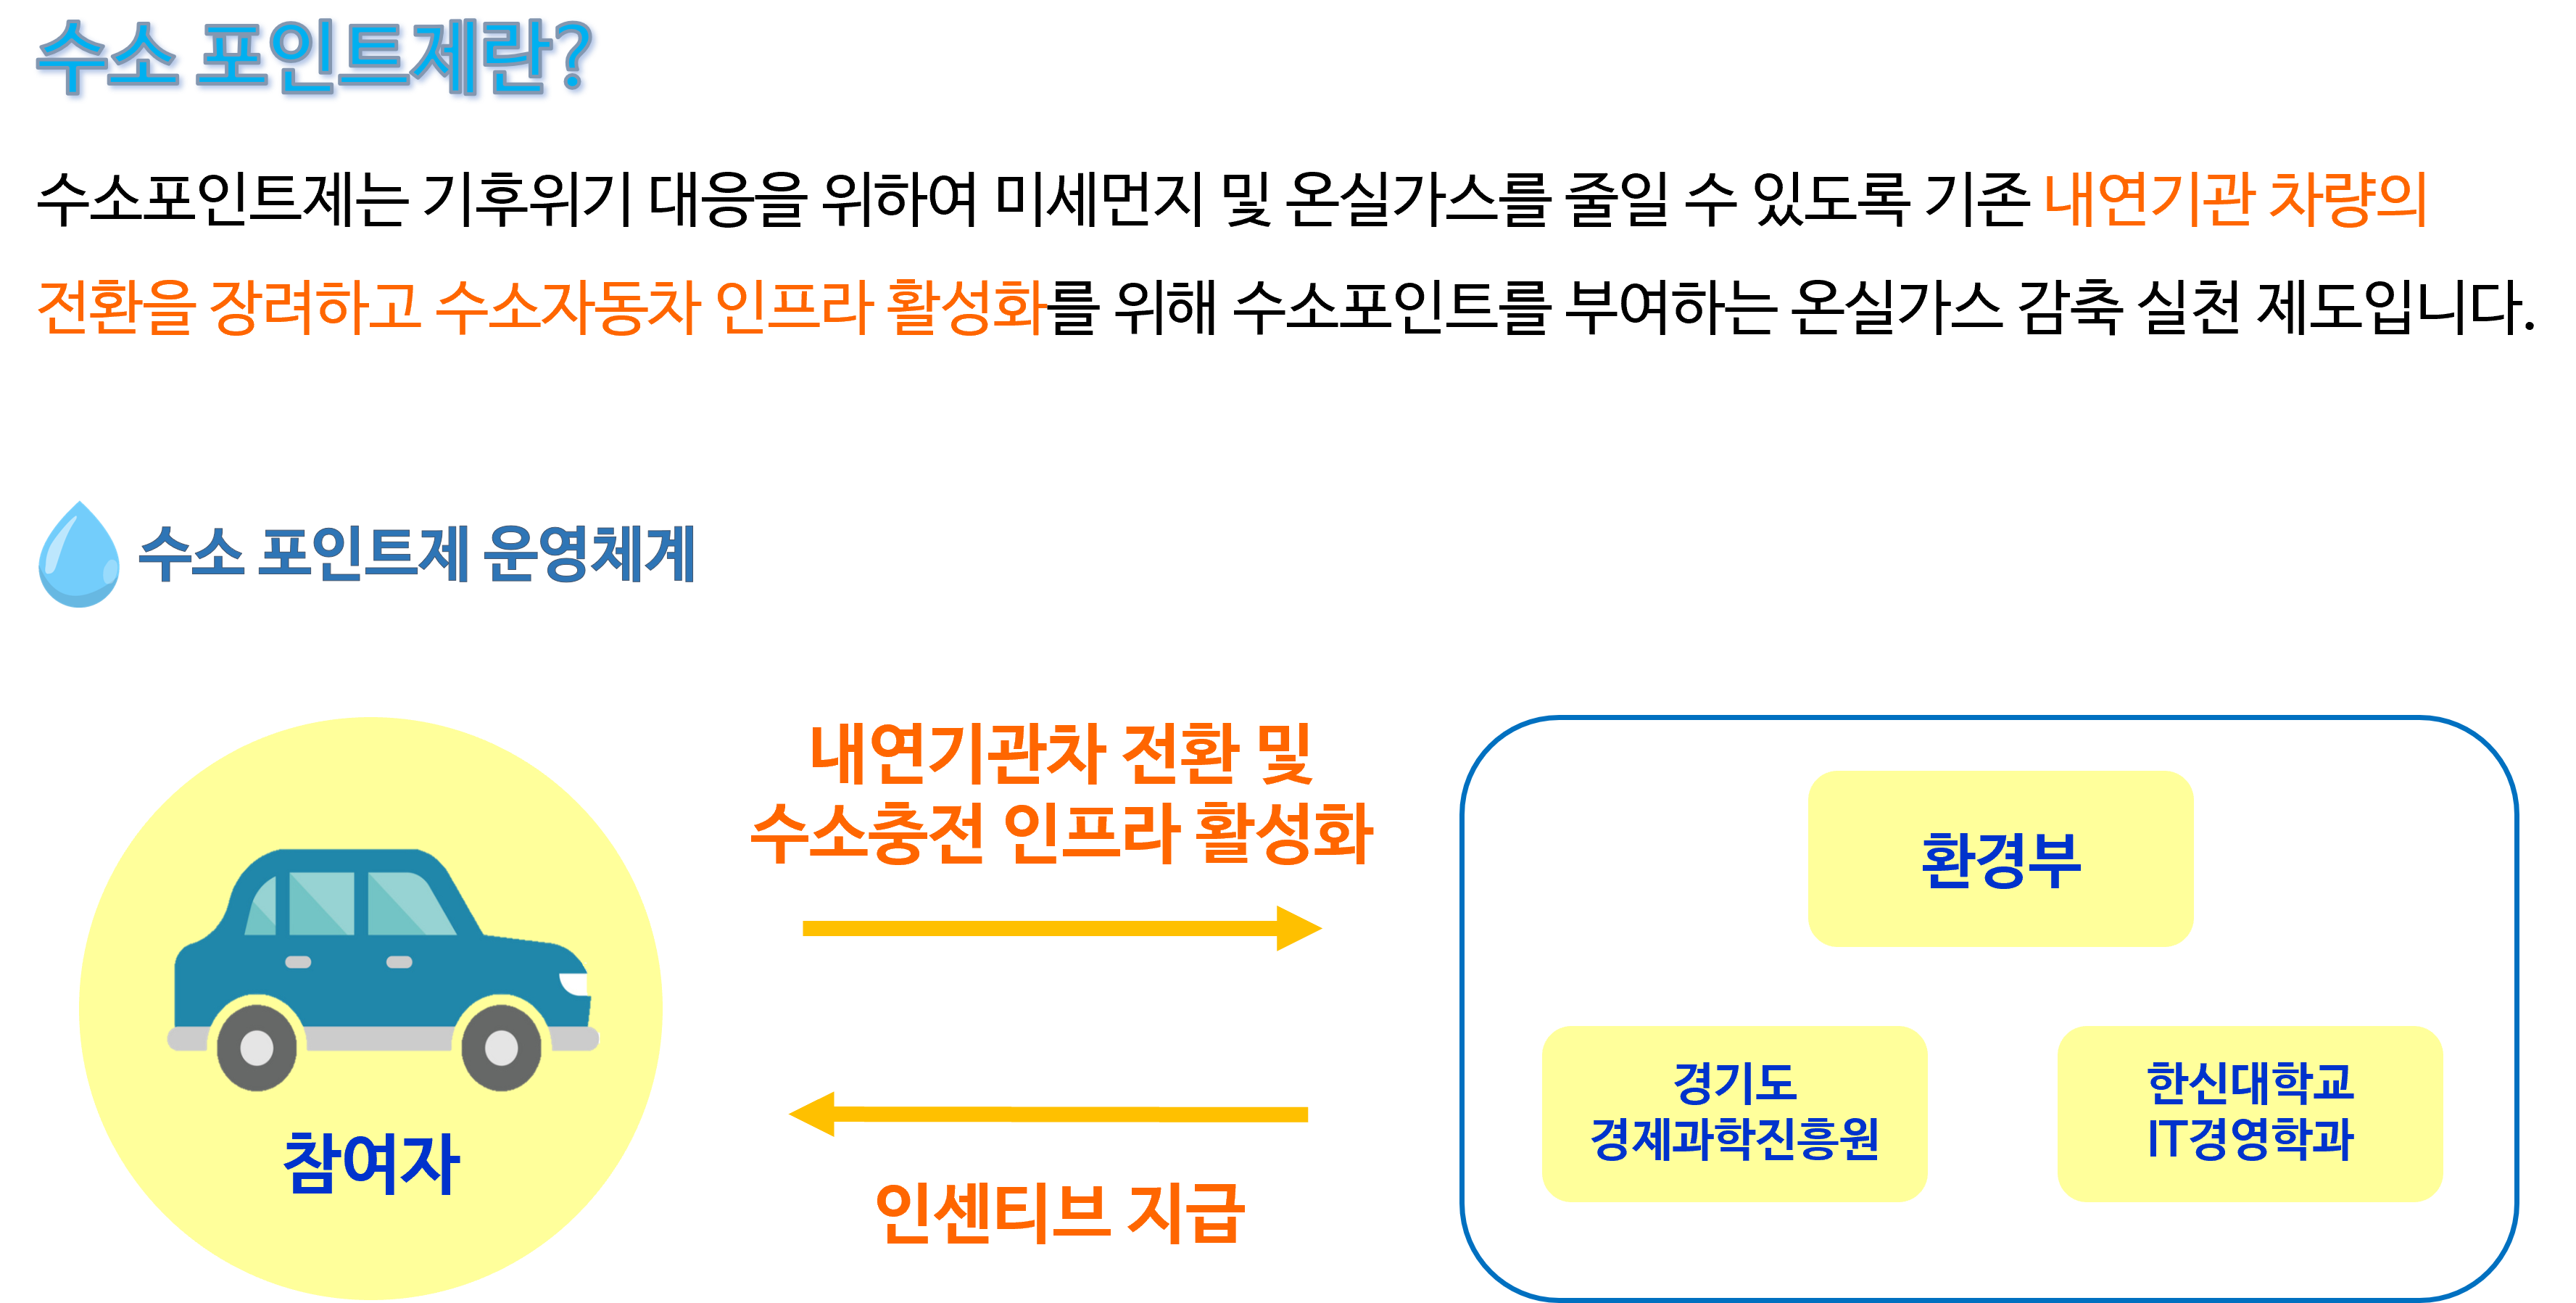 수소 포인트제란?
수소포인트제는 기후위기 대응을 위하여 미세먼지 및 온실가스를 줄일 수 있도록 기존 내연기관 차량의
전환을 장려하고 수소자동차 인프라 활성화를 위해 수소포인트를 부여하는 온실가스 감축 실천 제도입니다.
수소 포인트제 운영체계
내연기관차 전환 및
수소충전 인프라 활성화
인센티브 지급
참여자
환경부
경기도
경제과학진흥원
한신대학교
IT경영학과